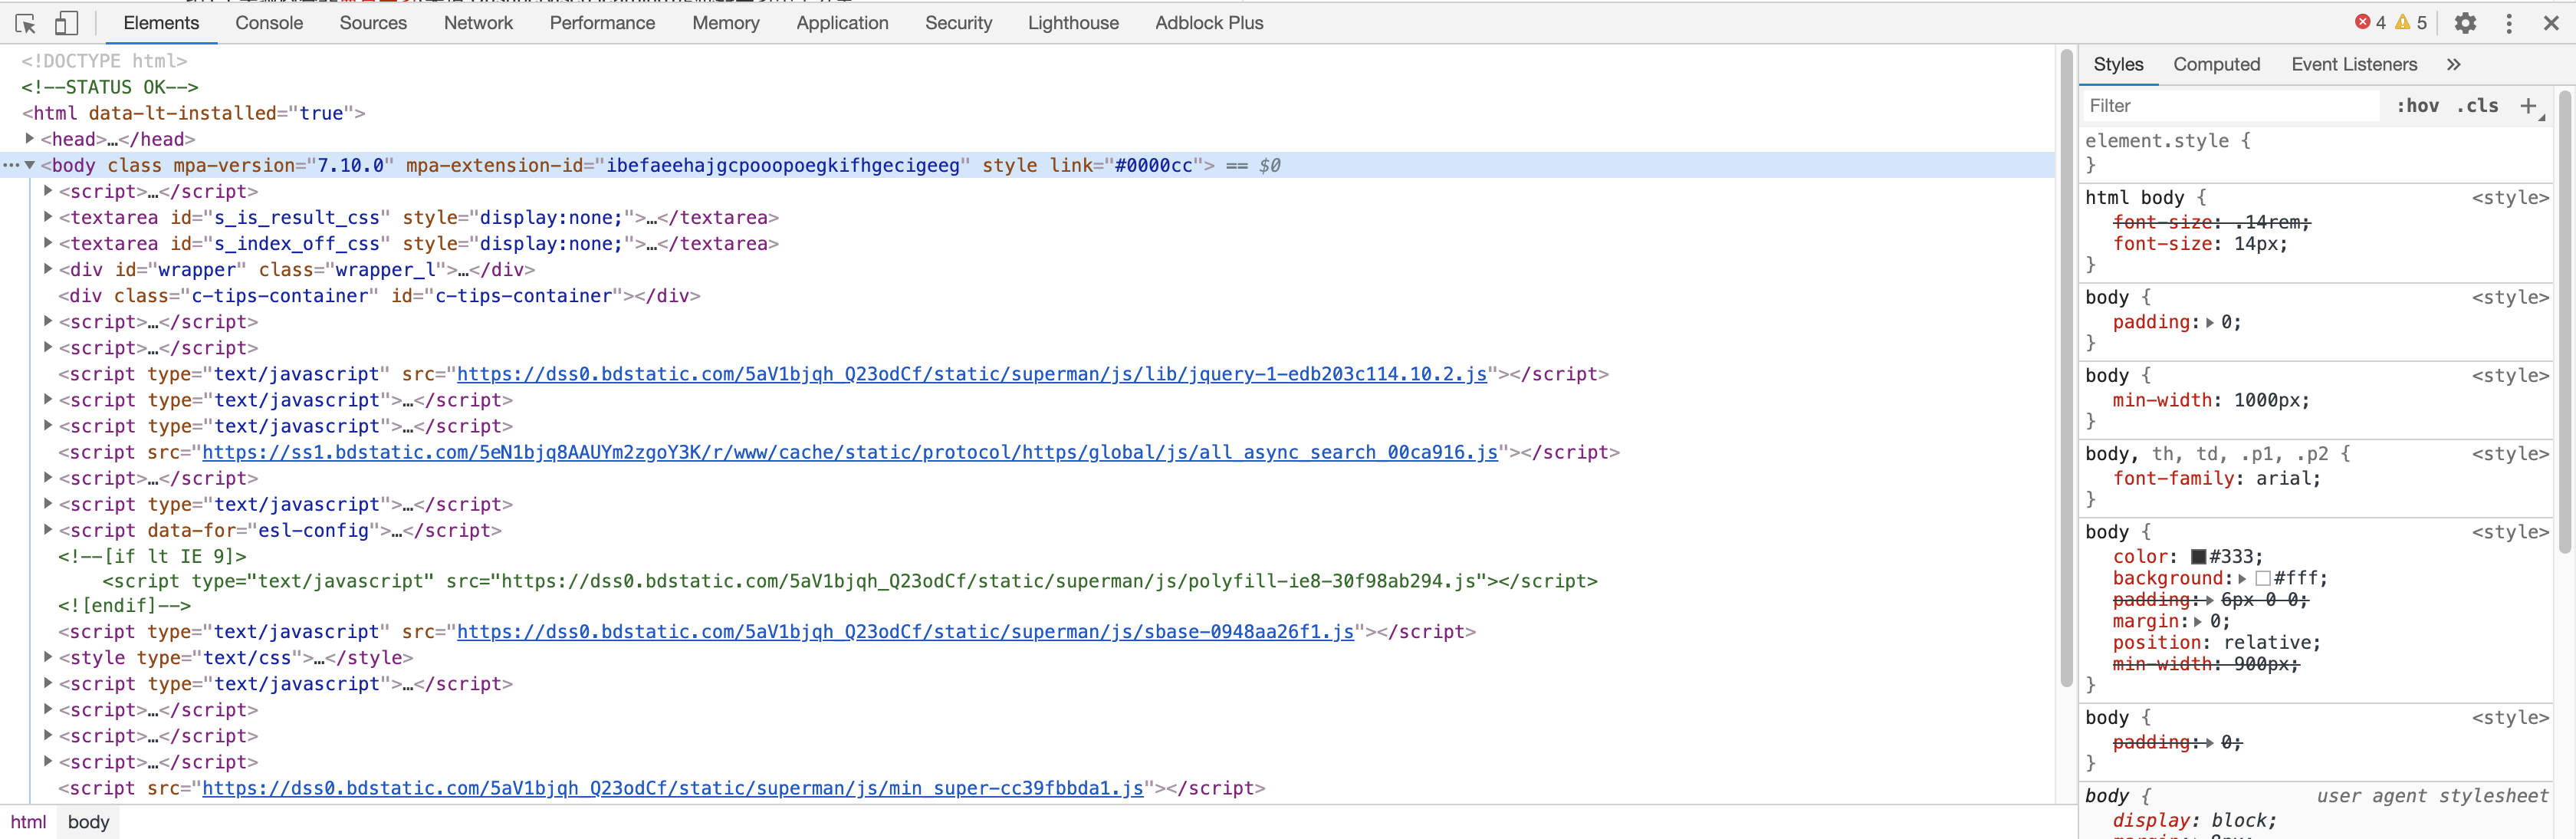 Elements Console Sources Network Performance Memory Application Security Lighthouse Adblock Plus 4 5
<!DOCTYPE html>
<!--STATUS OK-->
<html data-lt-installed="true">
<head>…</head>
<body class mpa-version="7.10.0" mpa-extension-id="ibefaeehajgcpooopoegkifhgecigeeg" style link="#0000cc"> == $0
<script>…</script>
<textarea id="s_is_result_css" style="display:none;">…</textarea>
<textarea id="s_index_off_css" style="display:none;">…</textarea>
<div id="wrapper" class="wrapper_l">…</div>
<div class="c-tips-container" id="c-tips-container"></div>
<script>…</script>
<script>…</script>
<script type="text/javascript" src="https://dss0.bdstatic.com/5aV1bjqh_Q23odCf/static/superman/js/lib/jquery-1-edb203c114.10.2.js"></script>
<script type="text/javascript">…</script>
<script type="text/javascript">…</script>
<script src="https://ss1.bdstatic.com/5eN1bjq8AAUYm2zgoY3K/r/www/cache/static/protocol/https/global/js/all_async_search_00ca916.js"></script>
<script>…</script>
<script type="text/javascript">…</script>
<script data-for="esl-config">…</script>
<!--[if lt IE 9]>
<script type="text/javascript" src="https://dss0.bdstatic.com/5aV1bjqh_Q23odCf/static/superman/js/polyfill-ie8-30f98ab294.js"></script>
<![endif]-->
<script type="text/javascript" src="https://dss0.bdstatic.com/5aV1bjqh_Q23odCf/static/superman/js/sbase-0948aa26f1.js"></script>
<style type="text/css">…</style>
<script type="text/javascript">…</script>
<script>…</script>
<script>…</script>
<script>…</script>
<script src="https://dss0.bdstatic.com/5aV1bjqh_Q23odCf/static/superman/js/min_super-cc39fbbda1.js"></script>
html body
Styles Computed Event Listeners »
Filter :hov .cls +
element.style {
}
html body { <style>
font-size: .14rem;
font-size: 14px;
}
body { <style>
padding: 0;
}
body { <style>
min-width: 1000px;
}
body, th, td, .p1, .p2 { <style>
font-family: arial;
}
body { <style>
color: #333;
background: #fff;
padding: 6px 0 0;
margin: 0;
position: relative;
min-width: 900px;
}
body { <style>
padding: 0;
}
body { user agent stylesheet
display: block;